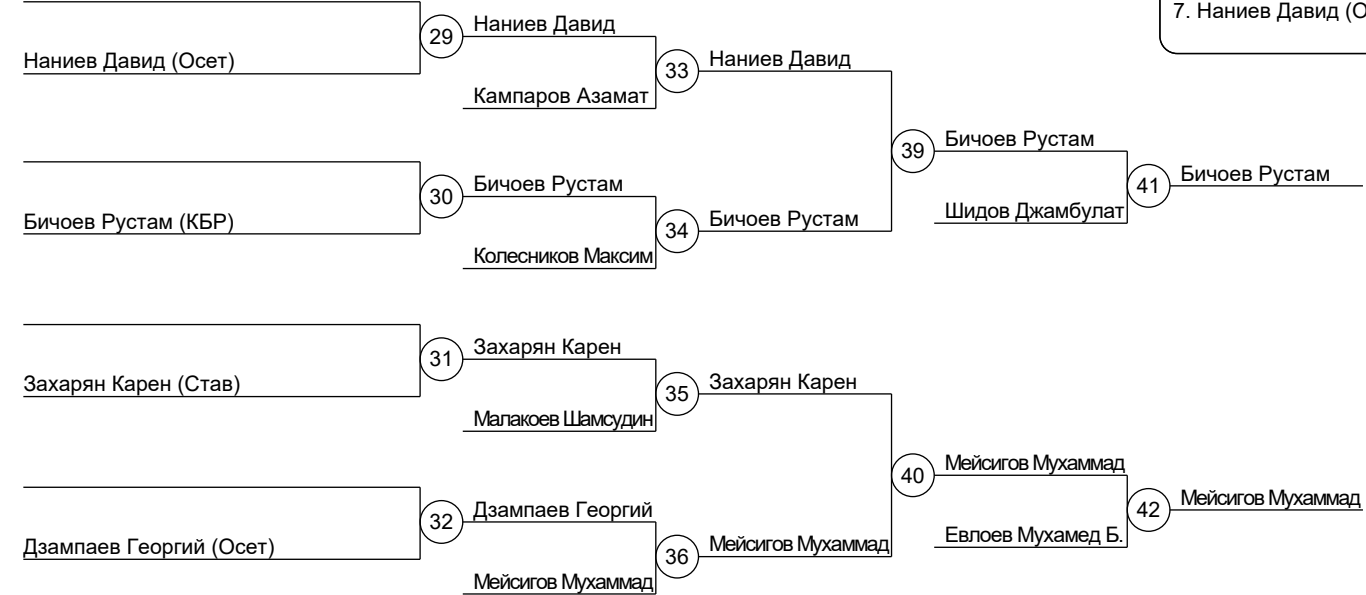 7. Наниев Давид (О
Наниев Давид (Осет)
29
Наниев Давид
Кампаров Азамат
33
Наниев Давид
Бичоев Рустам (КБР)
30
Бичоев Рустам
Колесников Максим
34
Бичоев Рустам
39
Бичоев Рустам
Шидов Джамбулат
41
Бичоев Рустам
Захарян Карен (Став)
31
Захарян Карен
Малакоев Шамсудин
35
Захарян Карен
Дзампаев Георгий (Осет)
32
Дзампаев Георгий
Мейсигов Мухаммад
36
Мейсигов Мухаммад
40
Мейсигов Мухаммад
Евлоев Мухамед Б.
42
Мейсигов Мухаммад